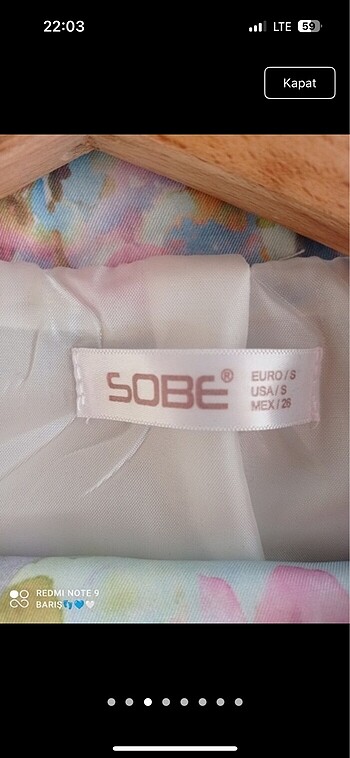 22:03
LTE 59
Kapat
SOBE®
EURO/S
USA/S
MEX/26
REDMI NOTE 9
BARIŞ👣💙🤍